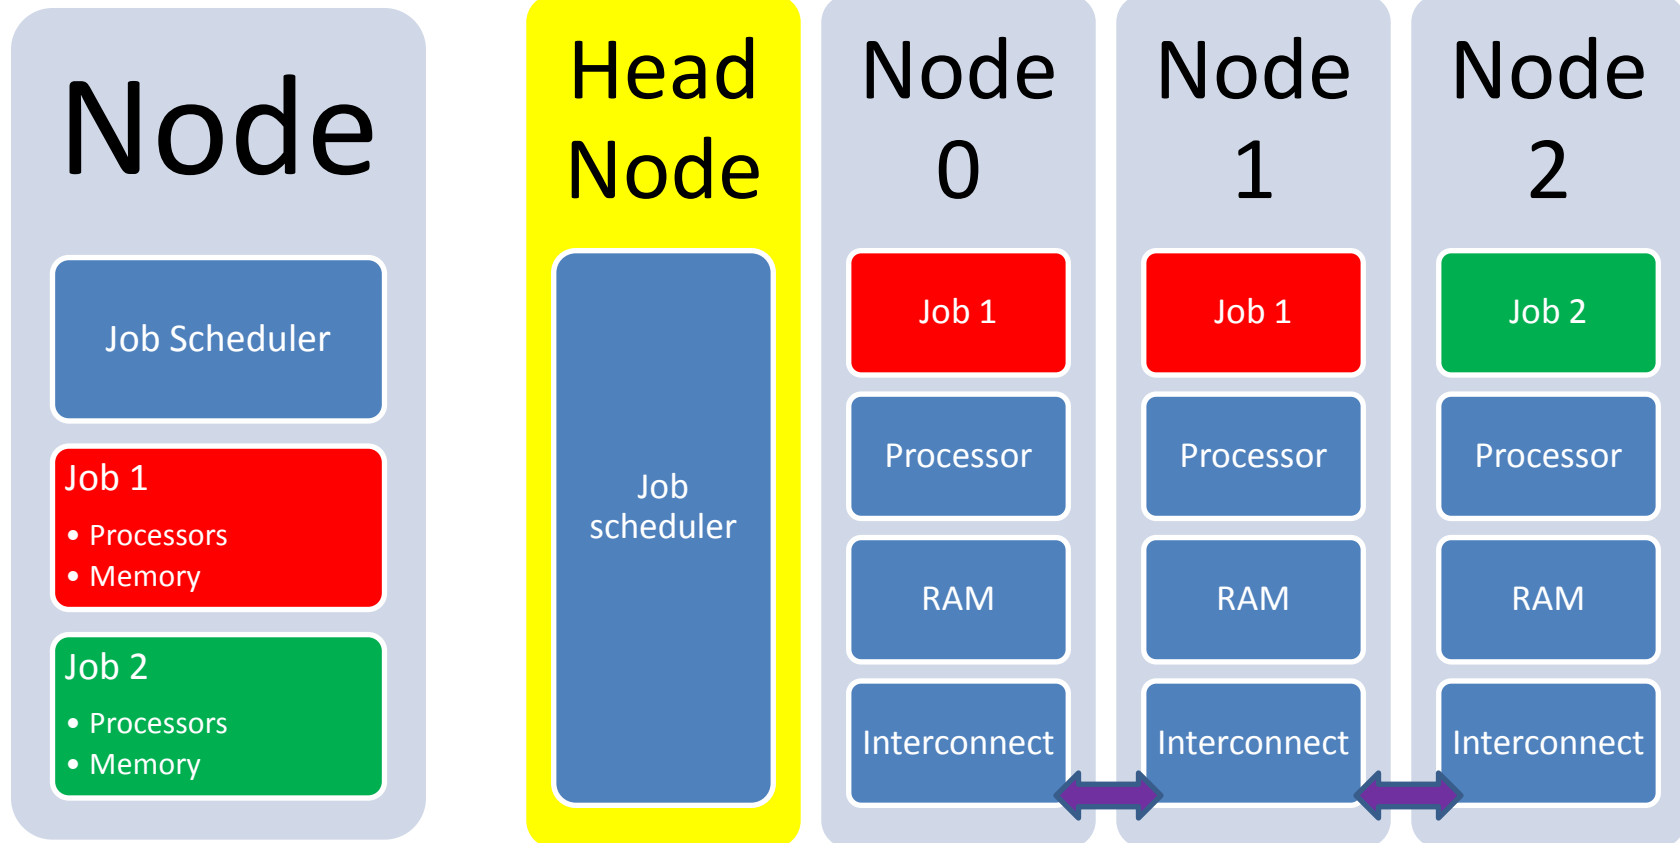 Node
Job Scheduler
Job 1
• Processors
• Memory
Job 2
• Processors
• Memory
Head
Node
Job
scheduler
Node
0
Job 1
Processor
RAM
Interconnect
Node
1
Job 1
Processor
RAM
Interconnect
Node
2
Job 2
Processor
RAM
Interconnect